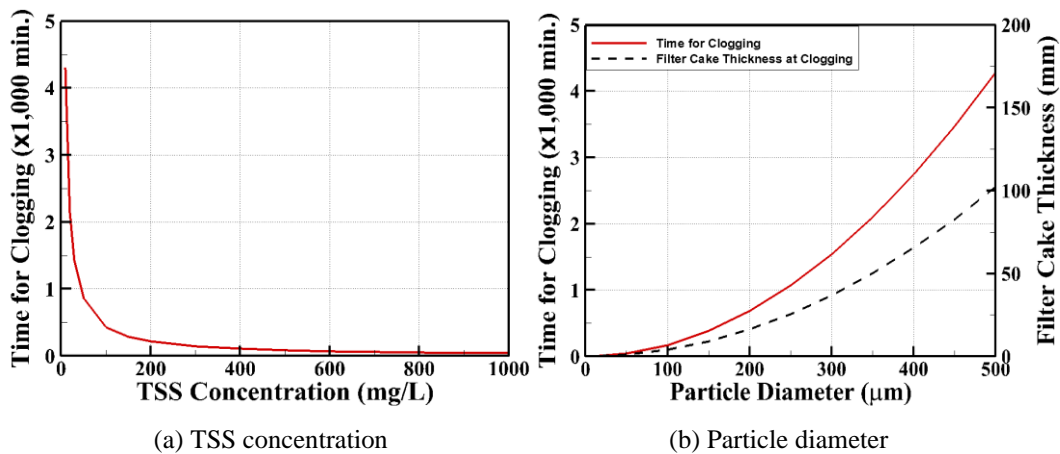 Time for Clogging (x1,000 min.)
5
4
3
2
1
0
0 200 400 600 800 1000
TSS Concentration (mg/L)
(a) TSS concentration
Time for Clogging (x1,000 min.)
5
4
3
2
1
0
Time for Clogging
Filter Cake Thickness at Clogging
200
150
100
50
0
Filter Cake Thickness (mm)
0 100 200 300 400 500
Particle Diameter (μm)
(b) Particle diameter